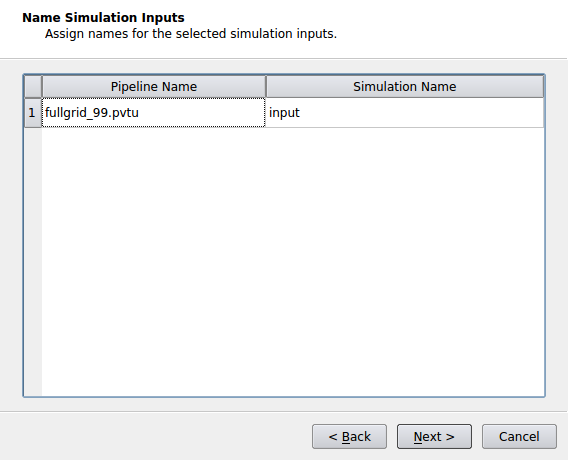 Name Simulation Inputs
Assign names for the selected simulation inputs.
Pipeline Name Simulation Name
1 fullgrid_99.pvtu input
< Back Next > Cancel